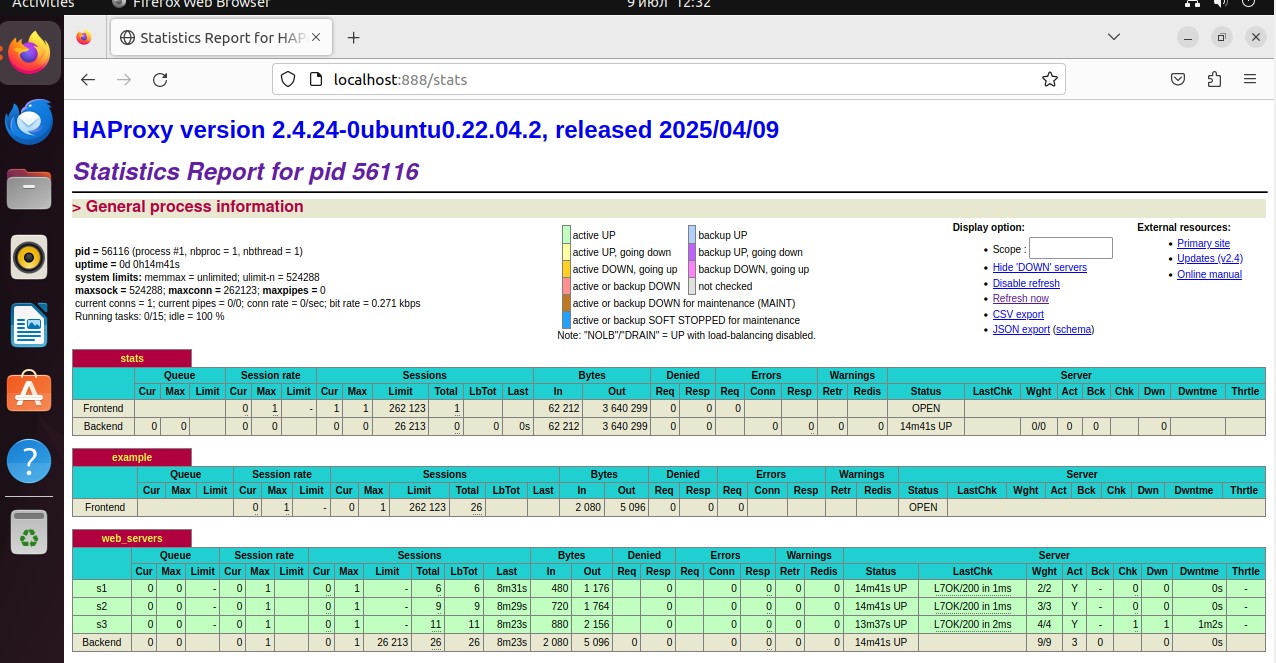 Activities Firefox Web Browser 9 июл 12:32
Statistics Report for HAP
localhost:888/stats
HAProxy version 2.4.24-0ubuntu0.22.04.2, released 2025/04/09
Statistics Report for pid 56116
> General process information
pid = 56116 (process #1, nbproc = 1, nbthread = 1)
uptime = 0d 0h14m41s
system limits: memmax = unlimited; ulimit-n = 524288
maxsock = 524288; maxconn = 262123; maxpipes = 0
current conns = 1; current pipes = 0/0; conn rate = 0/sec; bit rate = 0.271 kbps
Running tasks: 0/15; idle = 100 %
active UP backup UP
active UP, going down backup UP, going down
active DOWN, going up backup DOWN, going up
active or backup DOWN not checked
active or backup DOWN for maintenance (MAINT)
active or backup SOFT STOPPED for maintenance
Note: "NOLB"/"DRAIN" = UP with load-balancing disabled.
Display option:
Scope :
Hide 'DOWN' servers
Disable refresh
Refresh now
CSV export
JSON export (schema)
External resources:
Primary site
Updates (v2.4)
Online manual
stats
Queue Session rate Sessions Bytes Denied Errors Warnings Server
Cur Max Limit Cur Max Limit Cur Max Limit Total LbTot Last In Out Req Resp Req Conn Resp Retr Redis Status LastChk Wght Act Bck Chk Dwn Dwntme Thrtle
Frontend 0 1 - 1 1 262 123 1 62 212 3 640 299 0 0 0 OPEN
Backend 0 0 0 0 0 0 26 213 0 0 0s 62 212 3 640 299 0 0 0 0 0 0 14m41s UP 0/0 0 0 0
example
Queue Session rate Sessions Bytes Denied Errors Warnings Server
Cur Max Limit Cur Max Limit Cur Max Limit Total LbTot Last In Out Req Resp Req Conn Resp Retr Redis Status LastChk Wght Act Bck Chk Dwn Dwntme Thrtle
Frontend 0 1 - 0 1 262 123 26 2 080 5 096 0 0 0 OPEN
web_servers
Queue Session rate Sessions Bytes Denied Errors Warnings Server
Cur Max Limit Cur Max Limit Cur Max Limit Total LbTot Last In Out Req Resp Req Conn Resp Retr Redis Status LastChk Wght Act Bck Chk Dwn Dwntme Thrtle
s1 0 0 - 0 1 0 1 - 6 6 8m31s 480 1 176 0 0 0 0 0 14m41s UP L7OK/200 in 1ms 2/2 Y - 0 0 0s -
s2 0 0 - 0 1 0 1 - 9 9 8m29s 720 1 764 0 0 0 0 0 14m41s UP L7OK/200 in 1ms 3/3 Y - 0 0 0s -
s3 0 0 - 0 1 0 1 - 11 11 8m23s 880 2 156 0 0 0 0 0 13m37s UP L7OK/200 in 2ms 4/4 Y - 1 1 1m2s -
Backend 0 0 0 1 0 1 26 213 26 26 8m23s 2 080 5 096 0 0 0 0 0 0 14m41s UP 9/9 3 0 0 0s